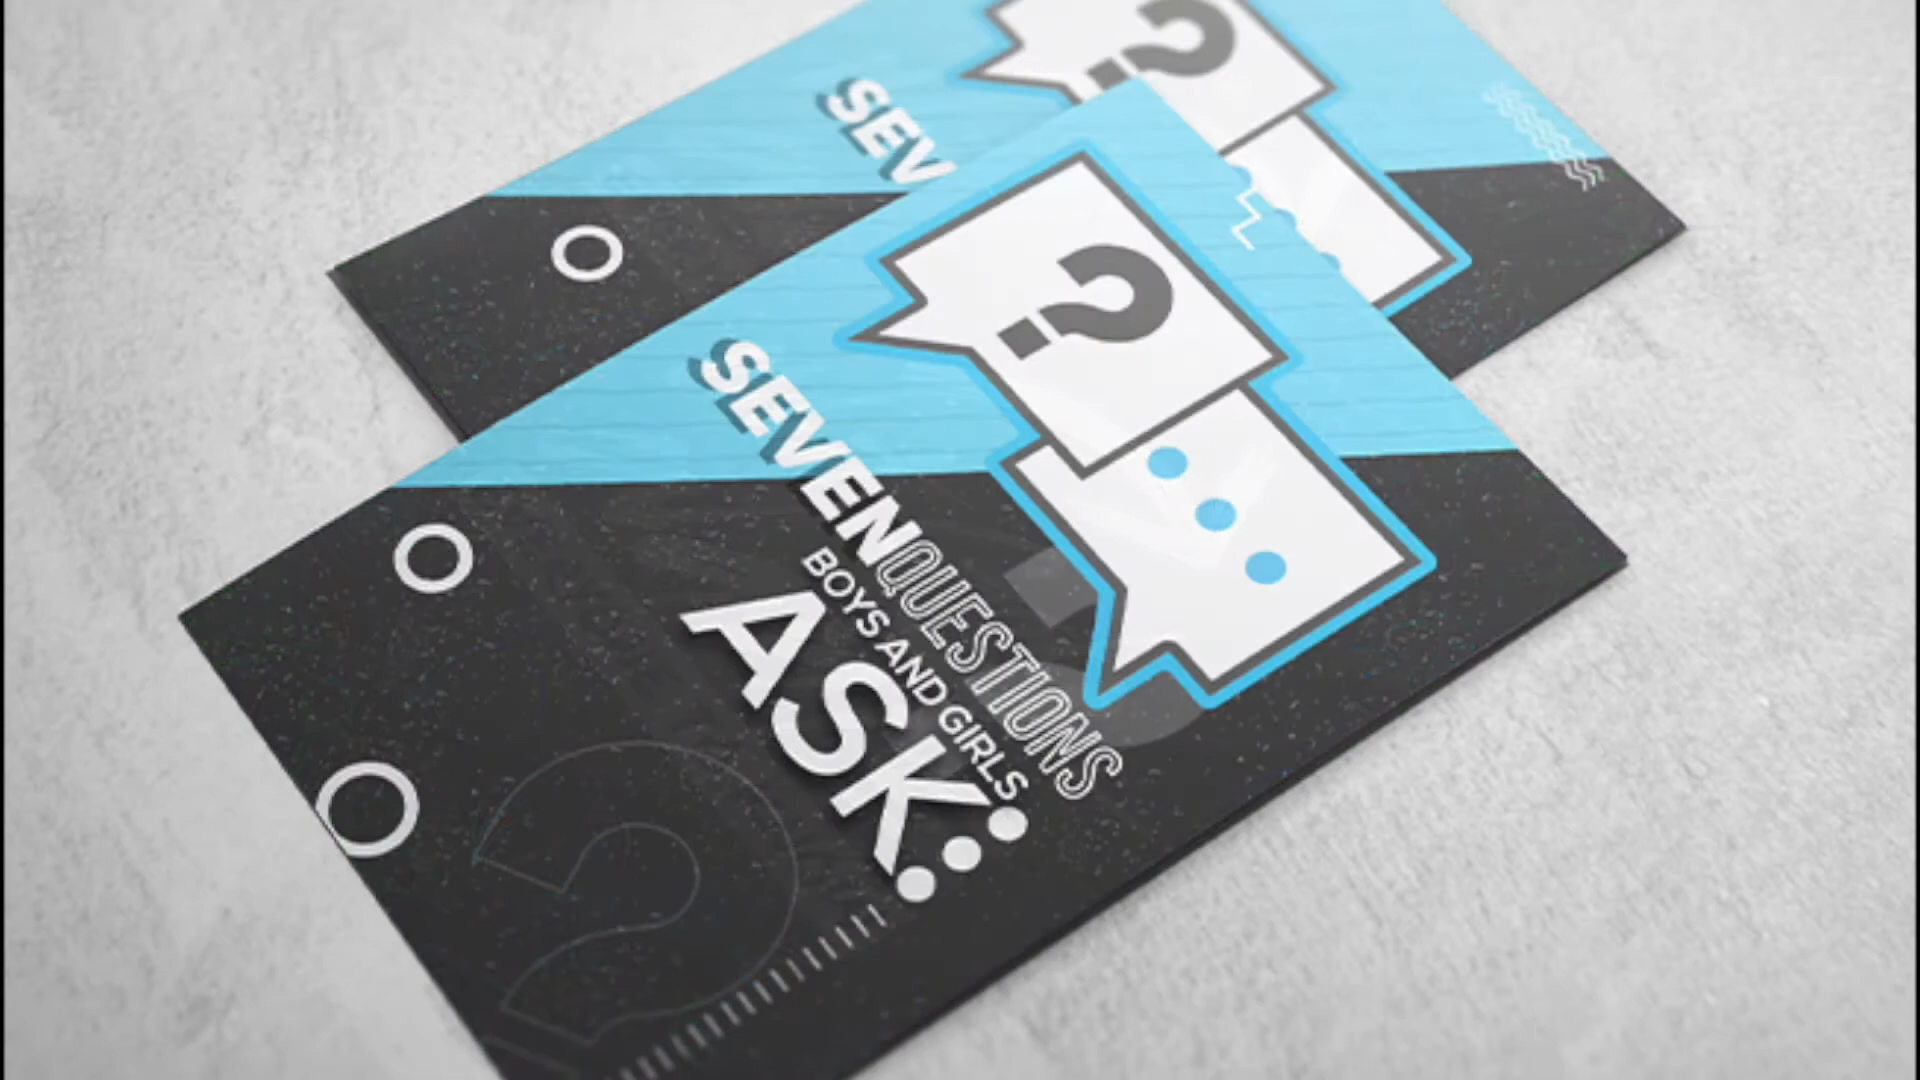 SEV
?
?
SEVENQUESTIONS
BOYS AND GIRLS
ASK: